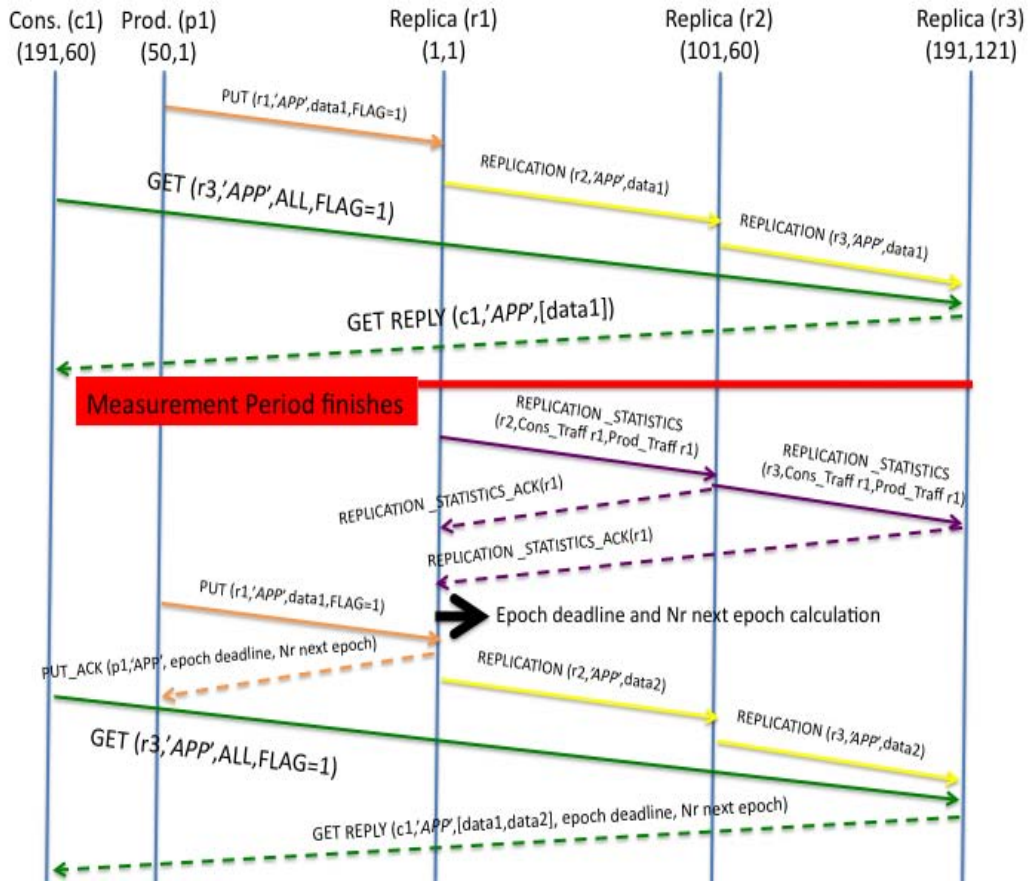 Cons. (c1) Prod. (p1) Replica (r1) Replica (r2) Replica (r3)
(191,60) (50,1) (1,1) (101,60) (191,121)
PUT (r1,'APP',data1,FLAG=1)
REPLICATION (r2,'APP',data1)
GET (r3,'APP',ALL,FLAG=1)
REPLICATION (r3,'APP',data1)
GET REPLY (c1,'APP',[data1])
Measurement Period finishes
REPLICATION _STATISTICS
(r2,Cons_Traff r1,Prod_Traff r1)
REPLICATION _STATISTICS
(r3,Cons_Traff r1,Prod_Traff r1)
REPLICATION _STATISTICS_ACK(r1)
REPLICATION _STATISTICS_ACK(r1)
PUT (r1,'APP',data1,FLAG=1)
Epoch deadline and Nr next epoch calculation
PUT_ACK (p1,'APP', epoch deadline, Nr next epoch)
REPLICATION (r2,'APP',data2)
REPLICATION (r3,'APP',data2)
GET (r3,'APP',ALL,FLAG=1)
GET REPLY (c1,'APP',[data1,data2], epoch deadline, Nr next epoch)